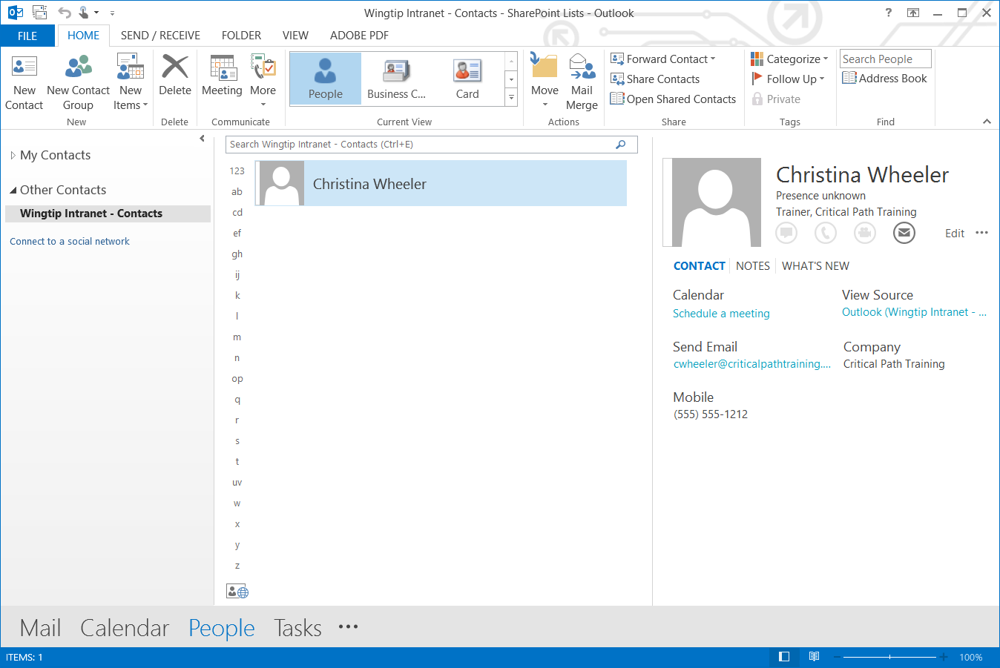 Wingtip Intranet - Contacts - SharePoint Lists - Outlook
?
FILE
HOME
SEND / RECEIVE
FOLDER
VIEW
ADOBE PDF
New
Contact
New Contact
Group
New
Items
New
Delete
Delete
Meeting
More
Communicate
People
Business C...
Card
Current View
Move
Mail
Merge
Actions
Forward Contact
Share Contacts
Open Shared Contacts
Share
Categorize
Follow Up
Private
Tags
Search People
Address Book
Find
My Contacts
Other Contacts
Wingtip Intranet - Contacts
Connect to a social network
Search Wingtip Intranet - Contacts (Ctrl+E)
123
ab
cd
ef
gh
ij
k
l
m
n
op
q
r
s
t
uv
w
x
y
z
Christina Wheeler
Christina Wheeler
Presence unknown
Trainer, Critical Path Training
Edit
CONTACT
NOTES
WHAT'S NEW
Calendar
Schedule a meeting
View Source
Outlook (Wingtip Intranet - ...
Send Email
cwheeler@criticalpathtraining....
Company
Critical Path Training
Mobile
(555) 555-1212
Mail
Calendar
People
Tasks
ITEMS: 1
100%